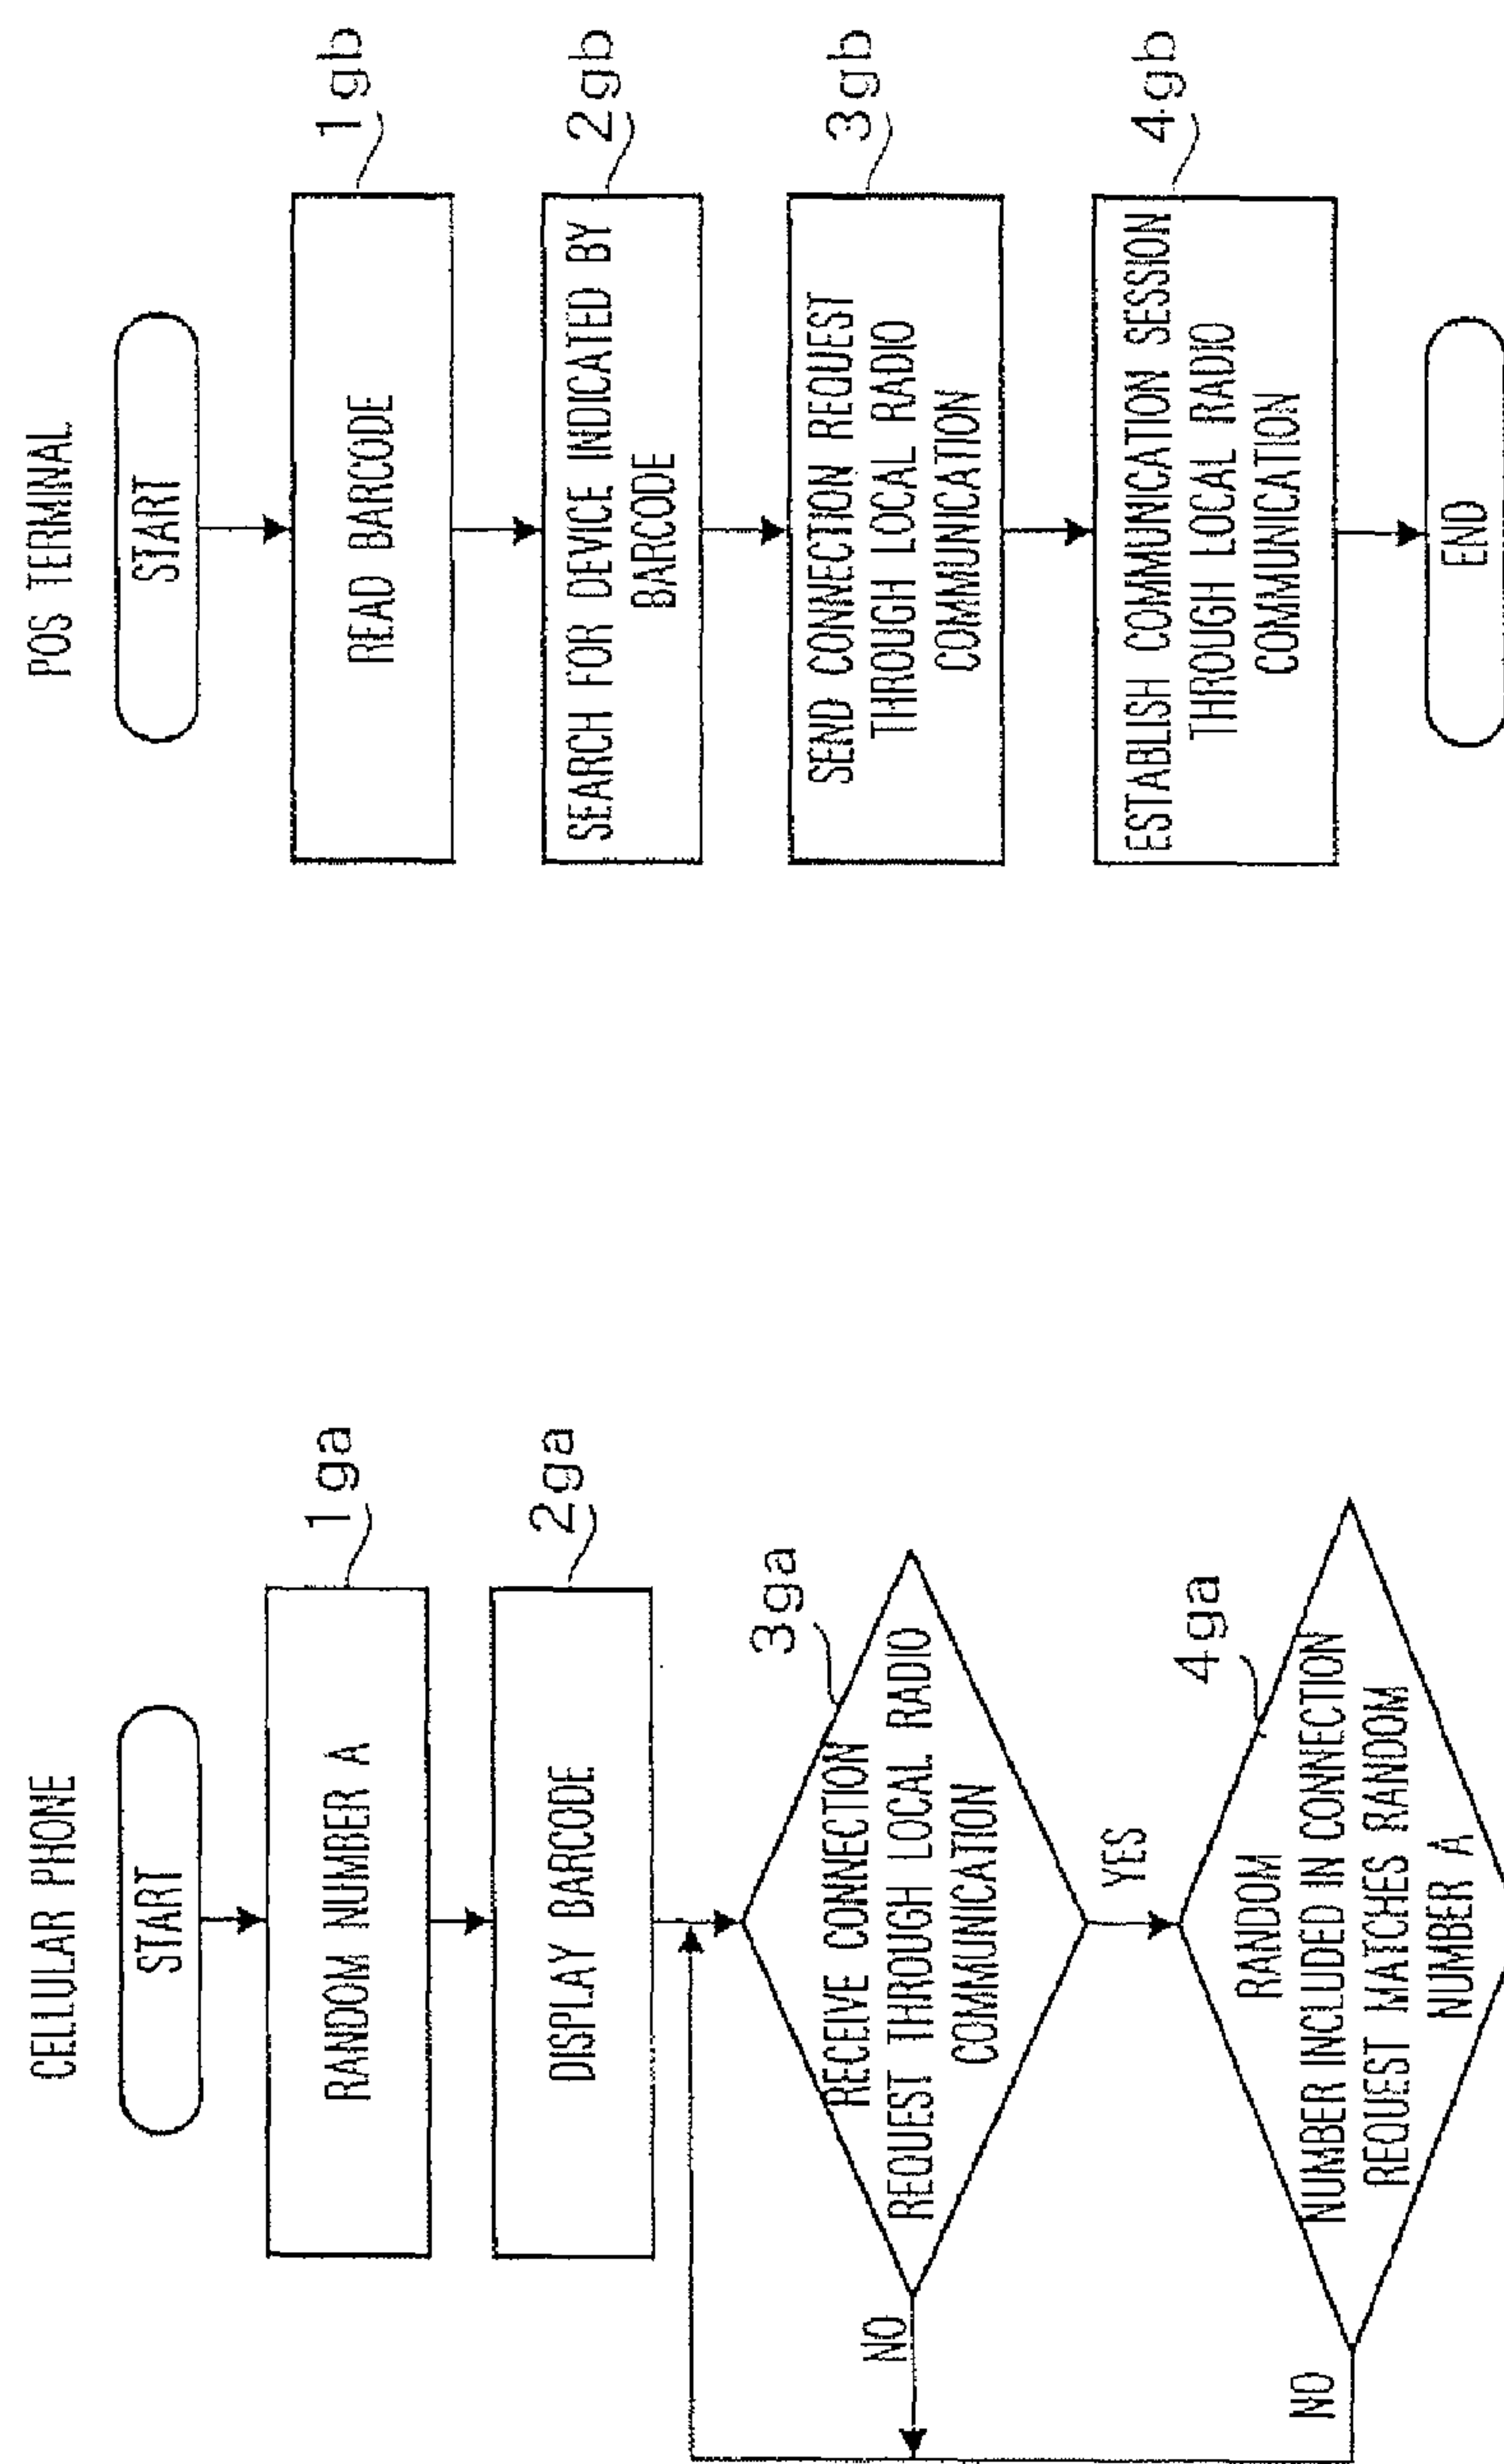 CELLULAR PHONE
START
RANDOM NUMBER A
1ga
DISPLAY BARCODE
2ga
RECEIVE CONNECTION
REQUEST THROUGH LOCAL RADIO
COMMUNICATION
3ga
NO
YES
RANDOM
NUMBER INCLUDED IN CONNECTION
REQUEST MATCHES RANDOM
NUMBER A
4ga
NO
POS TERMINAL
START
READ BARCODE
1gb
SEARCH FOR DEVICE INDICATED BY
BARCODE
2gb
SEND CONNECTION REQUEST
THROUGH LOCAL RADIO
COMMUNICATION
3gb
ESTABLISH COMMUNICATION SESSION
THROUGH LOCAL RADIO
COMMUNICATION
4gb
END